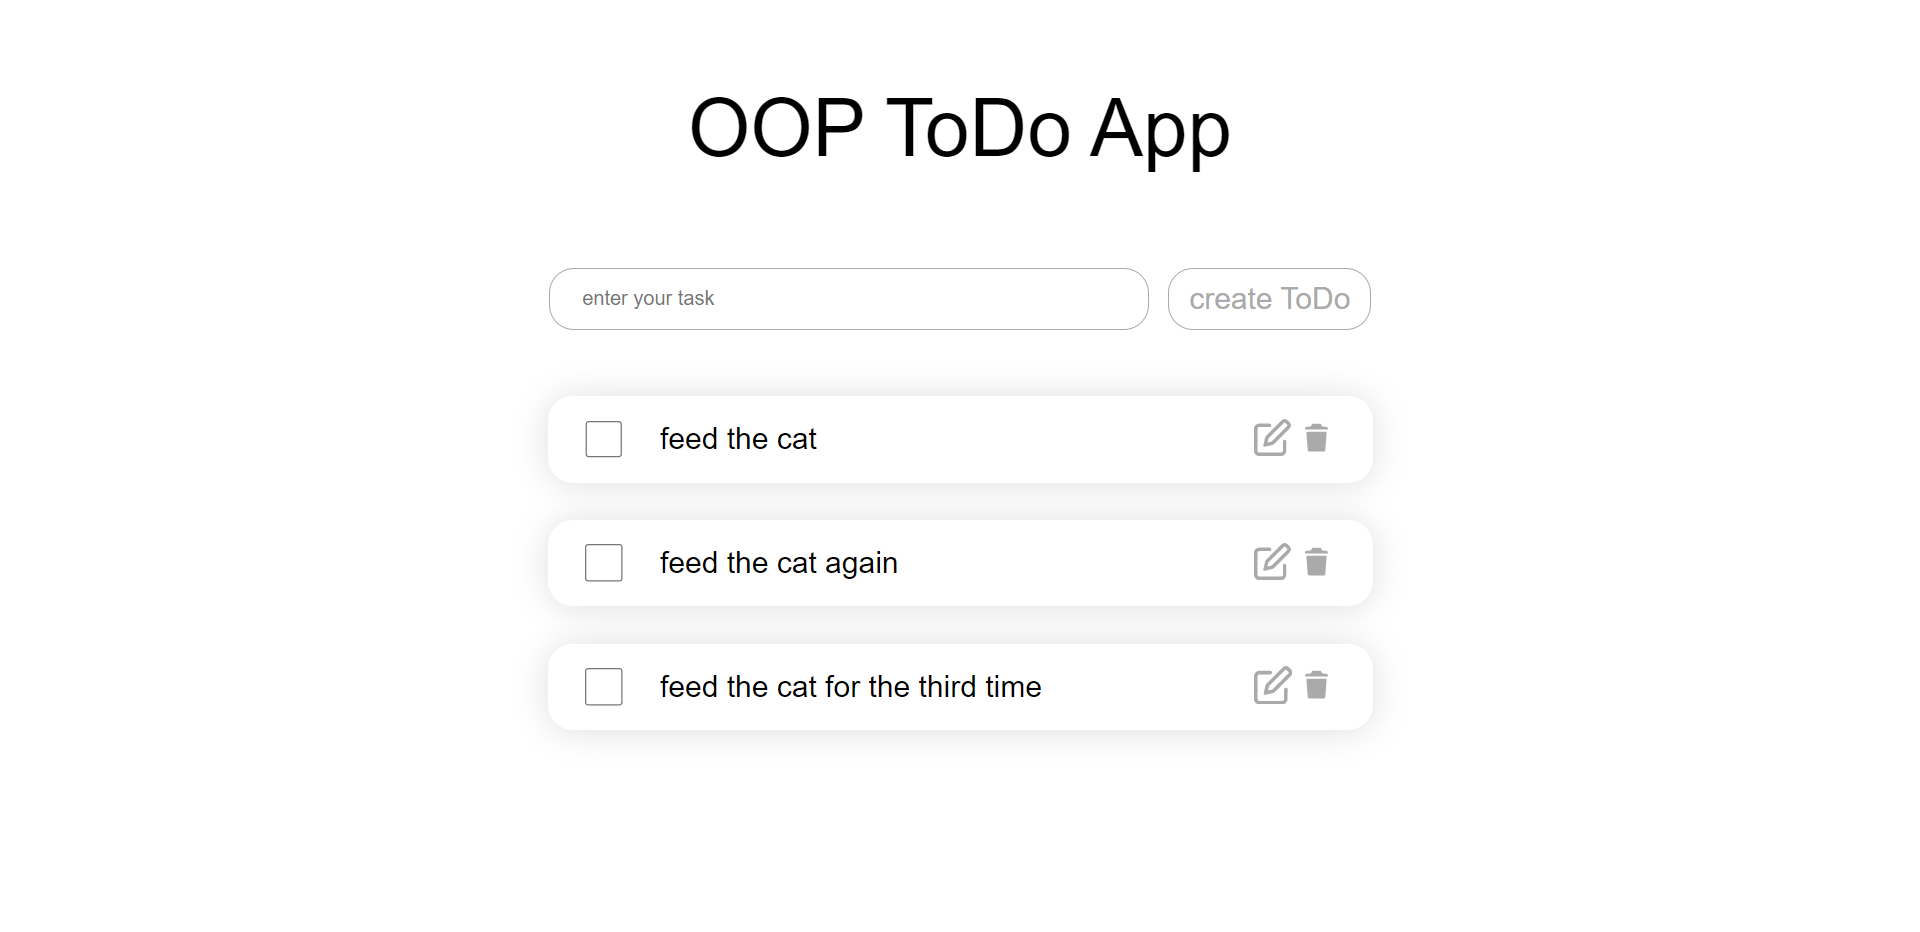 OOP ToDo App
enter your task
create ToDo
feed the cat
feed the cat again
feed the cat for the third time